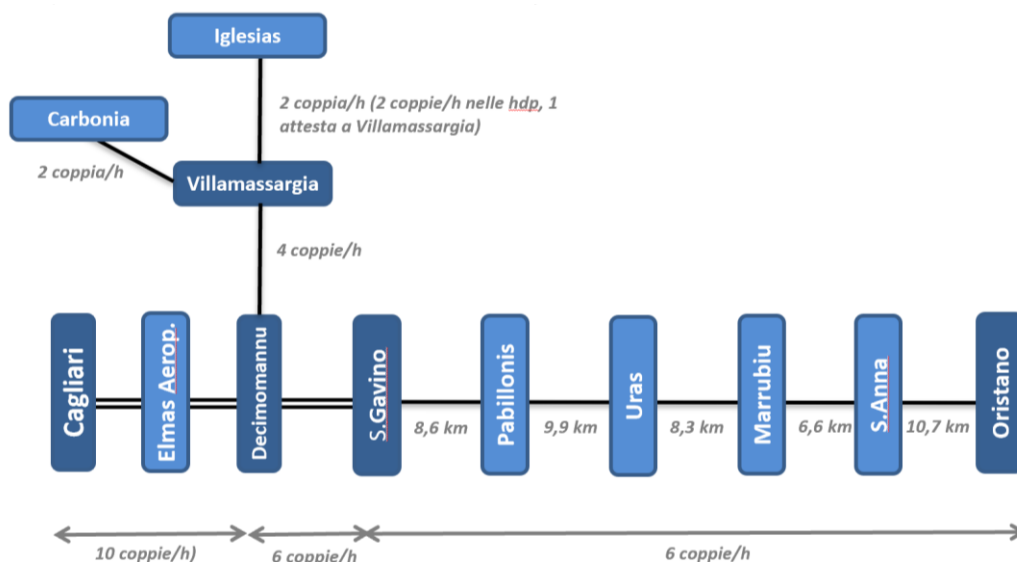 Iglesias
2 coppia/h (2 coppie/h nelle hdp, 1
attesta a Villamassargia)
Carbonia
2 coppia/h
Villamassargia
4 coppie/h
Cagliari
Elmas Aerop.
Decimomannu
S.Gavino
Pabillonis
Uras
Marrubiu
S.Anna
Oristano
8,6 km
9,9 km
8,3 km
6,6 km
10,7 km
10 coppie/h)
6 coppie/h
6 coppie/h